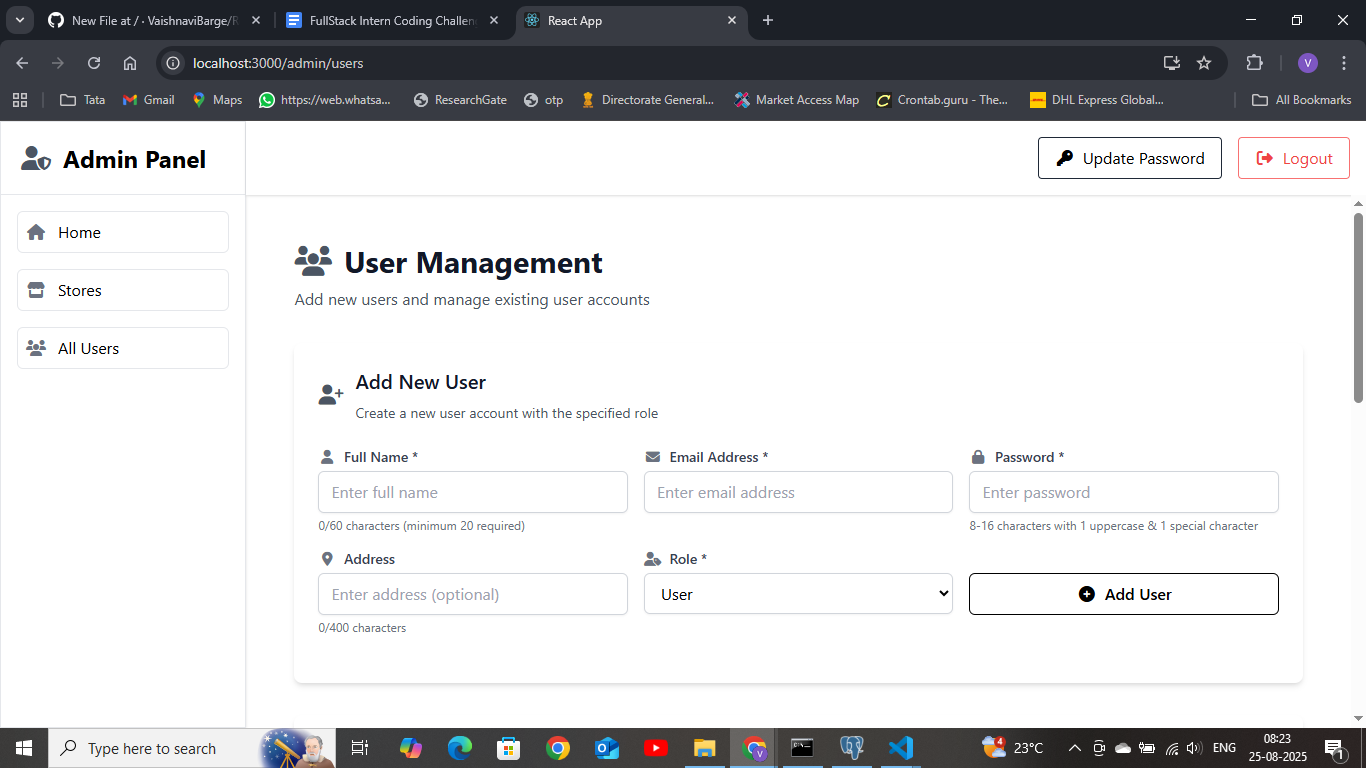 New File at / · VaishnaviBarge/R
FullStack Intern Coding Challen
React App
localhost:3000/admin/users
V
Tata
Gmail
Maps
https://web.whatsa...
ResearchGate
otp
Directorate General...
Market Access Map
Crontab.guru - The...
DHL Express Global...
All Bookmarks
Admin Panel
Update Password
Logout
Home
Stores
All Users
User Management
Add new users and manage existing user accounts
Add New User
Create a new user account with the specified role
Full Name *
Email Address *
Password *
Enter full name
Enter email address
Enter password
0/60 characters (minimum 20 required)
8-16 characters with 1 uppercase & 1 special character
Address
Role *
Enter address (optional)
User
Add User
0/400 characters
Type here to search
V
4
23°C
ENG
08:23
25-08-2025
1